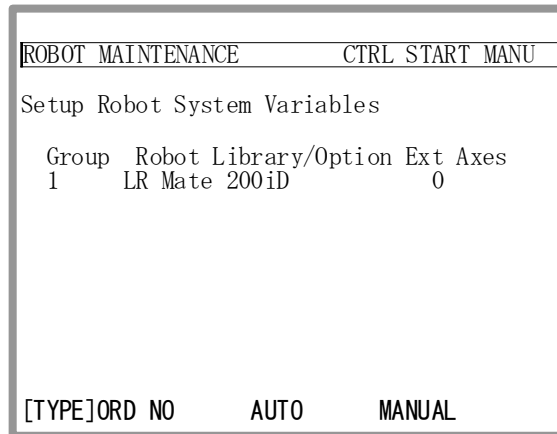 ROBOT MAINTENANCE CTRL START MANU
Setup Robot System Variables
Group Robot Library/Option Ext Axes
1 LR Mate 200iD 0
[TYPE]ORD NO AUTO MANUAL